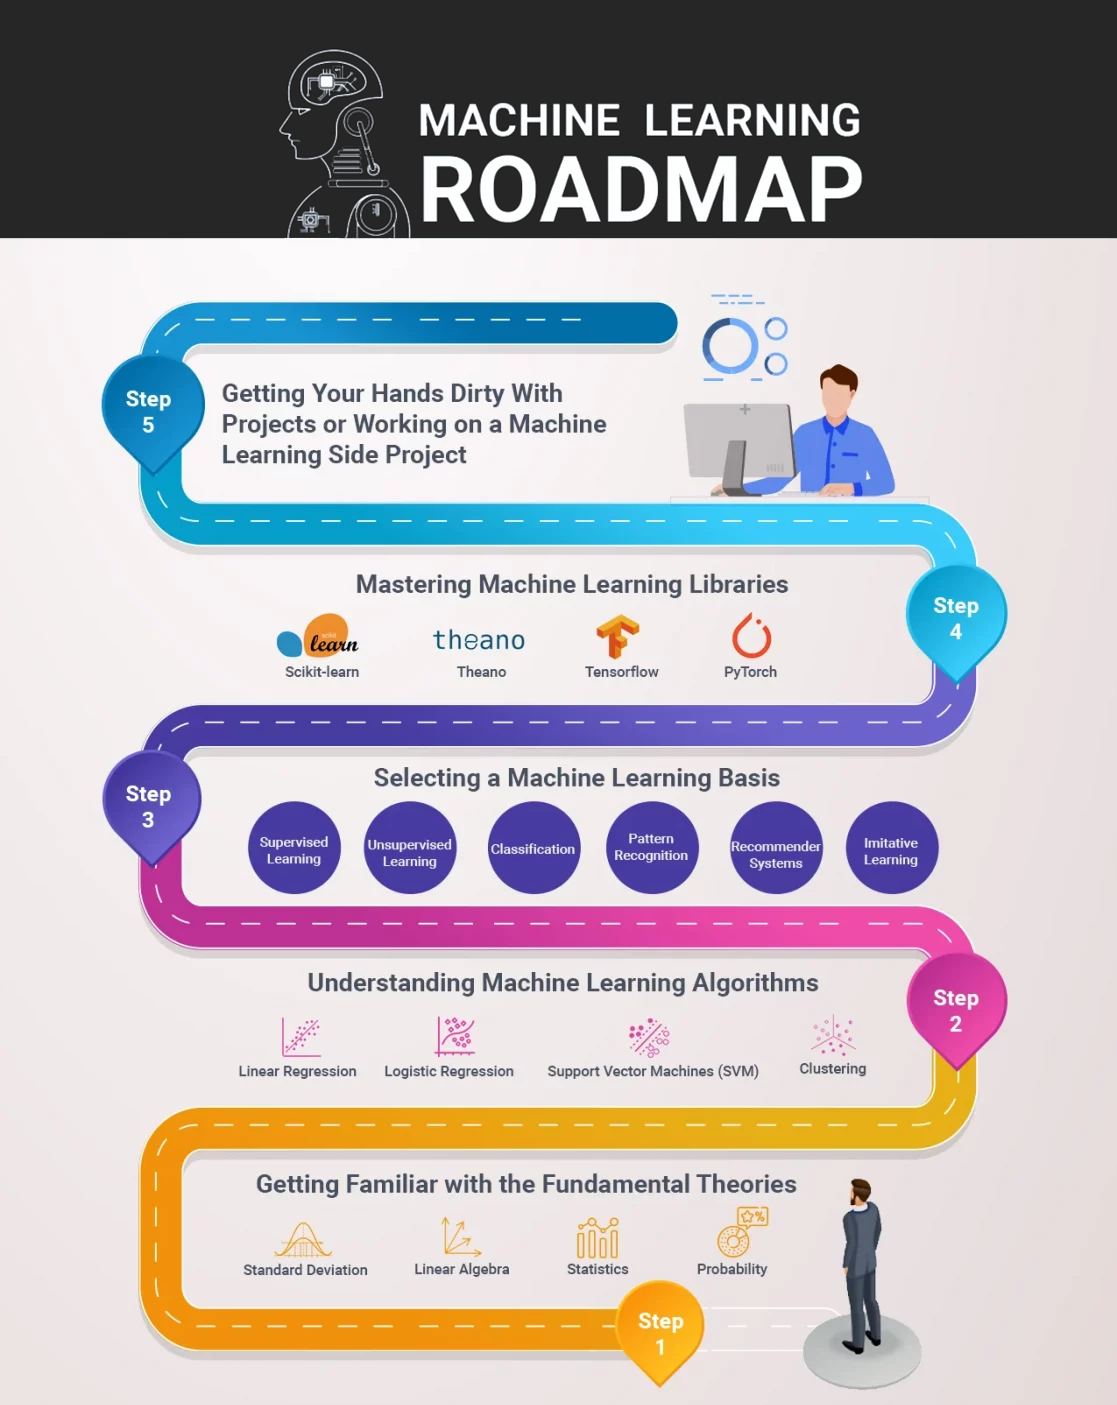 MACHINE LEARNING
ROADMAP
Step
5
Getting Your Hands Dirty With
Projects or Working on a Machine
Learning Side Project
Mastering Machine Learning Libraries
Step
4
scikit
learn
theano
Scikit-learn
Theano
Tensorflow
PyTorch
Selecting a Machine Learning Basis
Step
3
Supervised
Learning
Unsupervised
Learning
Classification
Pattern
Recognition
Recommender
Systems
Imitative
Learning
Understanding Machine Learning Algorithms
Step
2
Linear Regression
Logistic Regression
Support Vector Machines (SVM)
Clustering
Getting Familiar with the Fundamental Theories
%
Standard Deviation
Linear Algebra
Statistics
Probability
Step
1